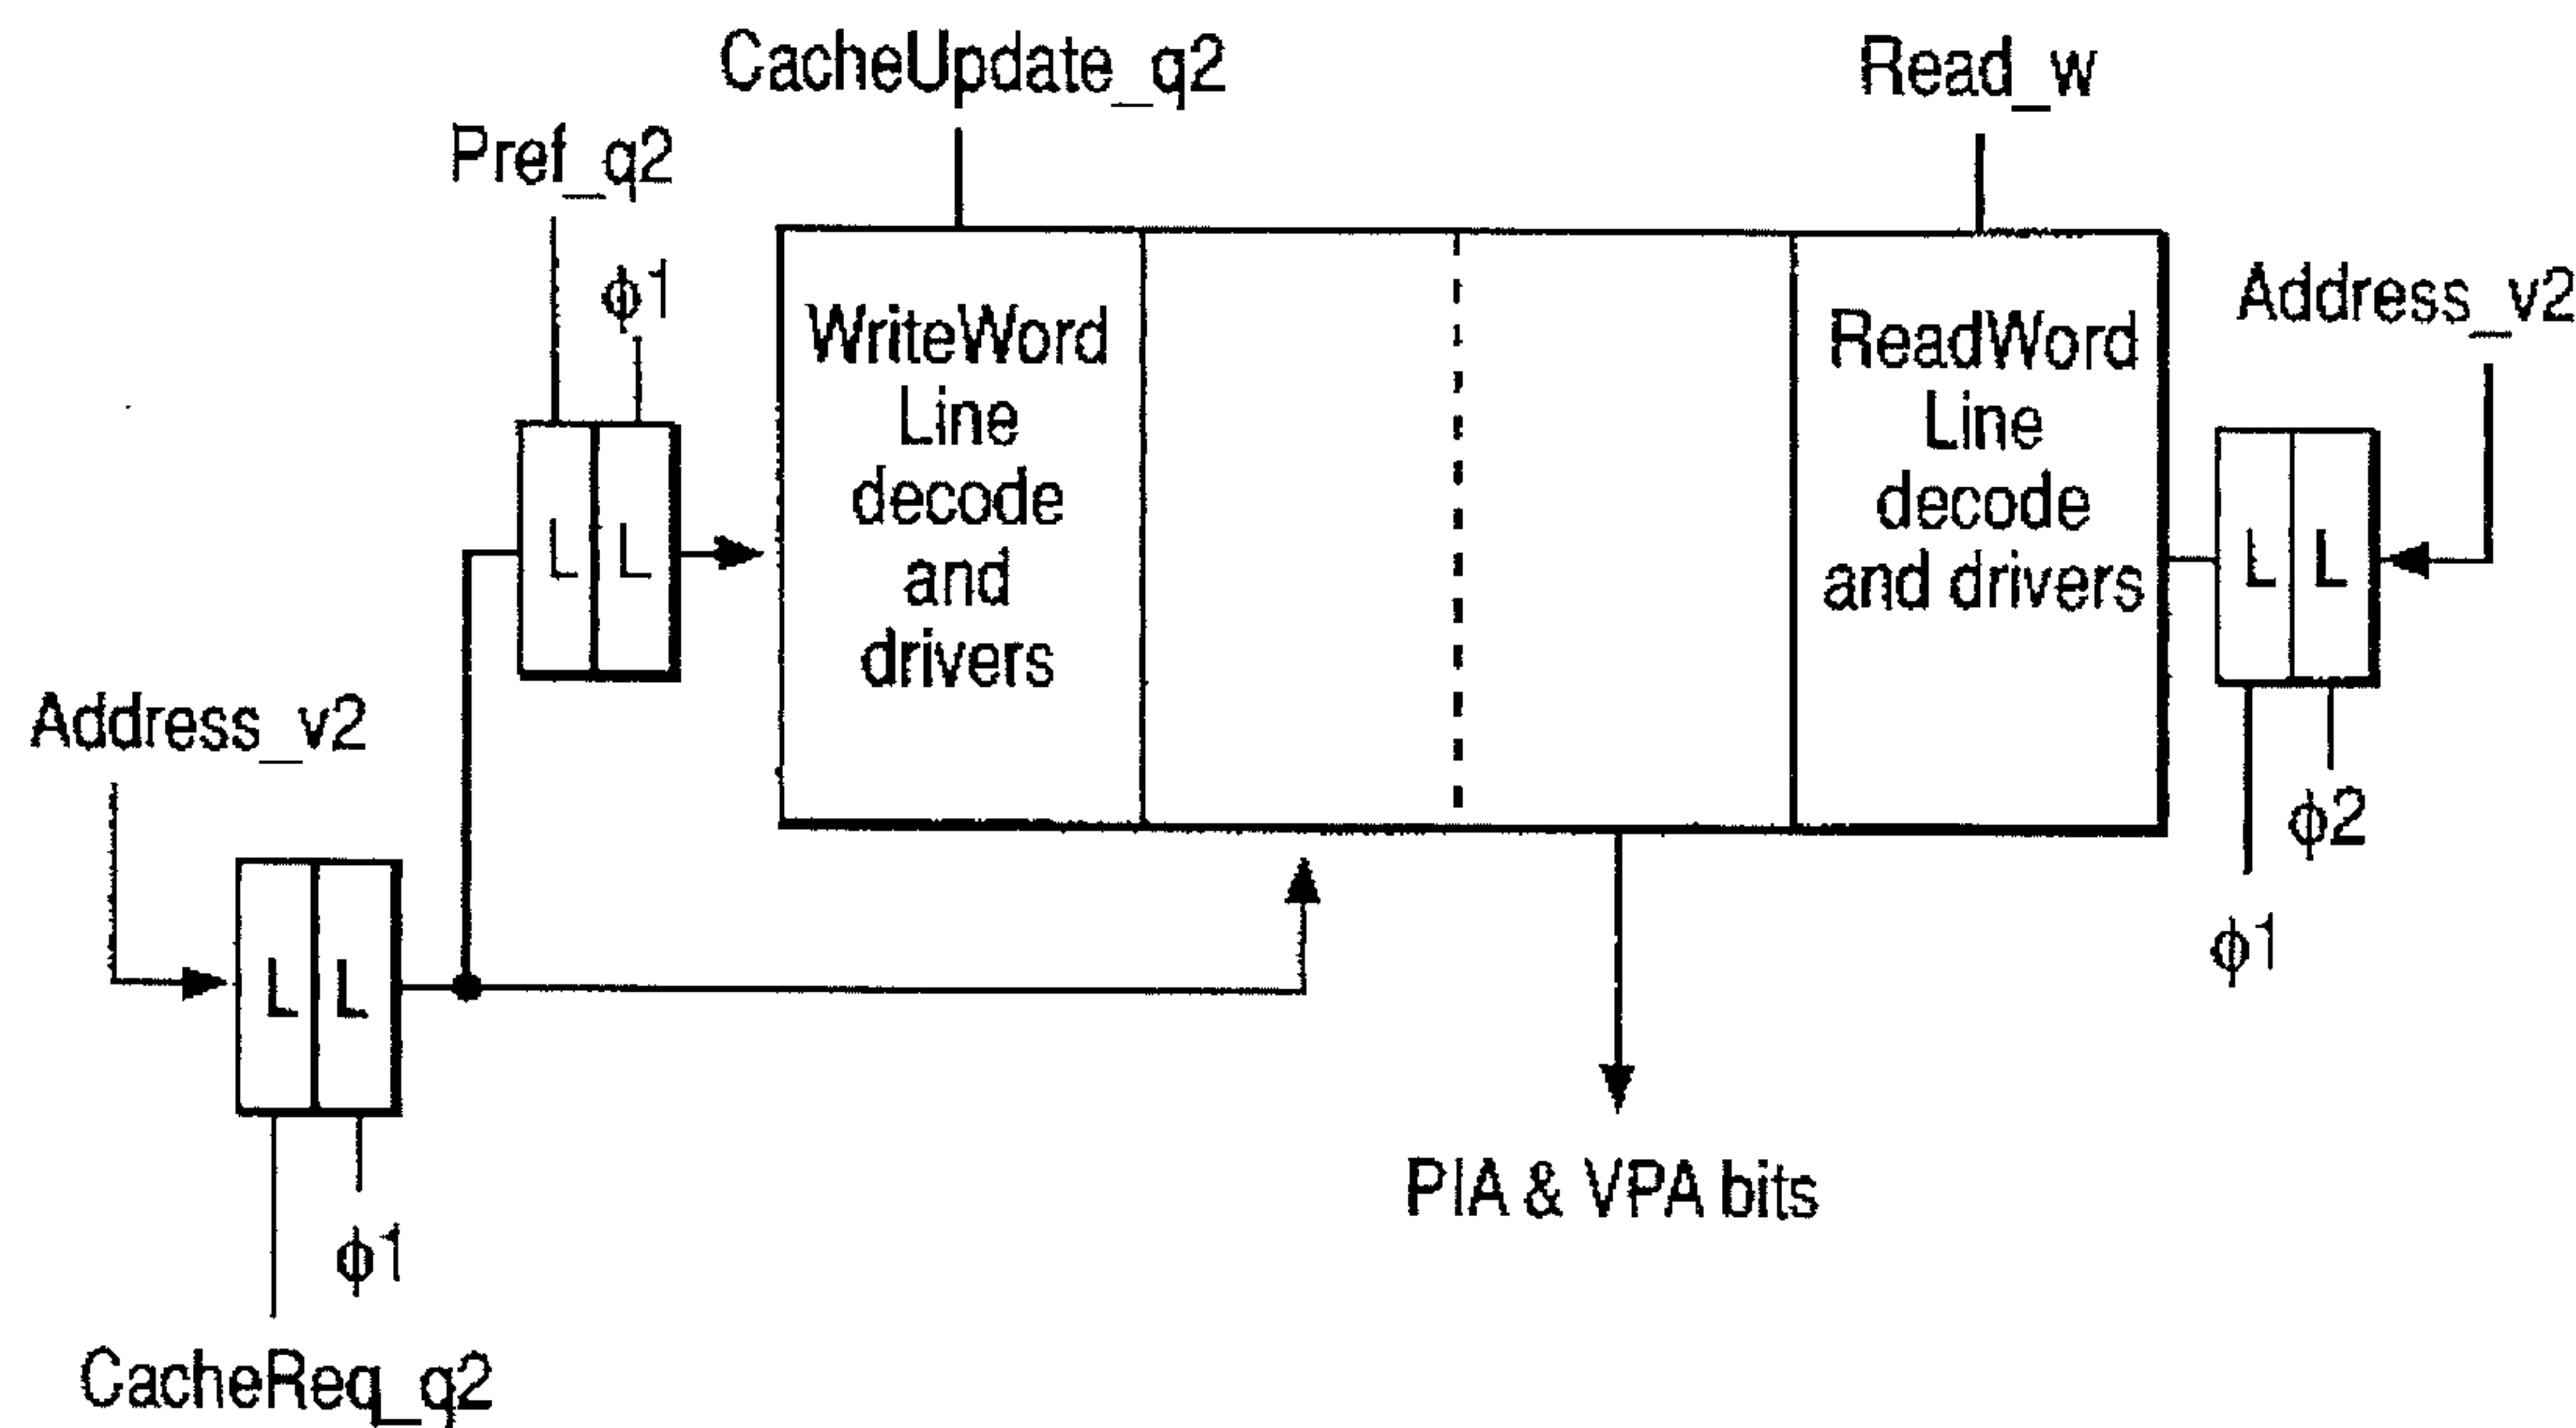 CacheUpdate_q2
Read_w
Pref_q2
ϕ1
WriteWord
Line
decode
and
drivers
ReadWord
Line
decode
and drivers
Address_v2
L L
L L
ϕ2
ϕ1
Address_v2
L L
ϕ1
CacheReq_q2
PIA & VPA bits